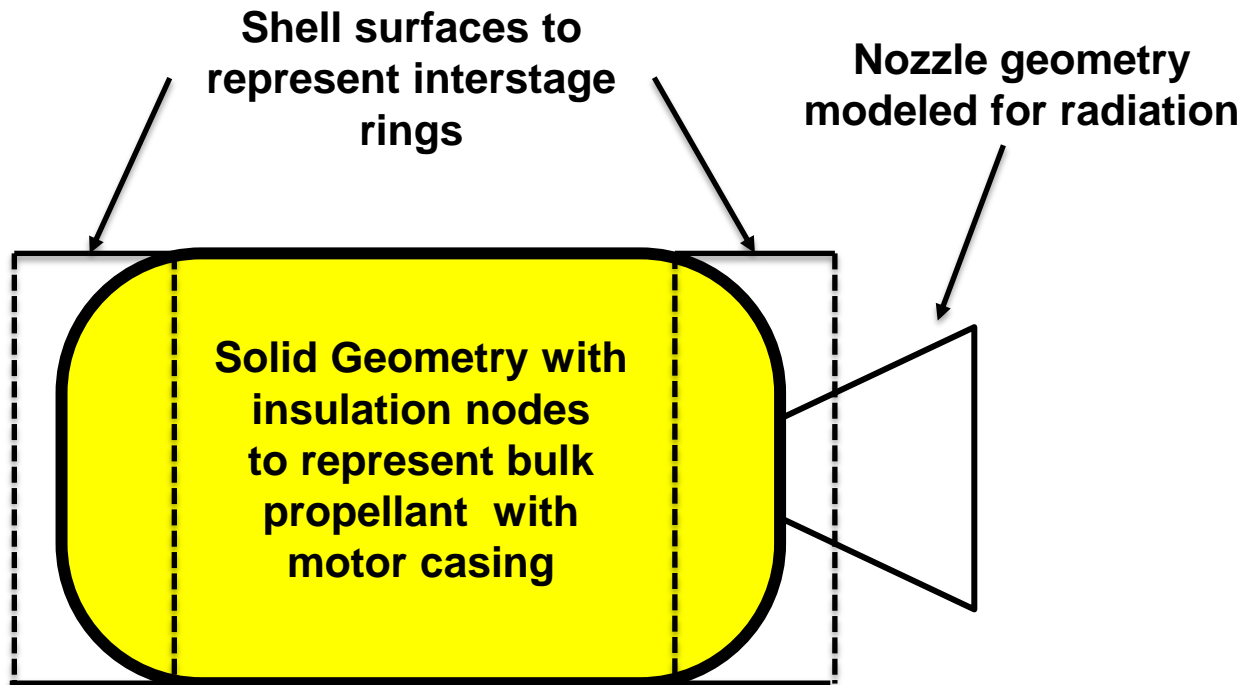 Shell surfaces to
represent interstage
rings
Nozzle geometry
modeled for radiation
Solid Geometry with
insulation nodes
to represent bulk
propellant with
motor casing